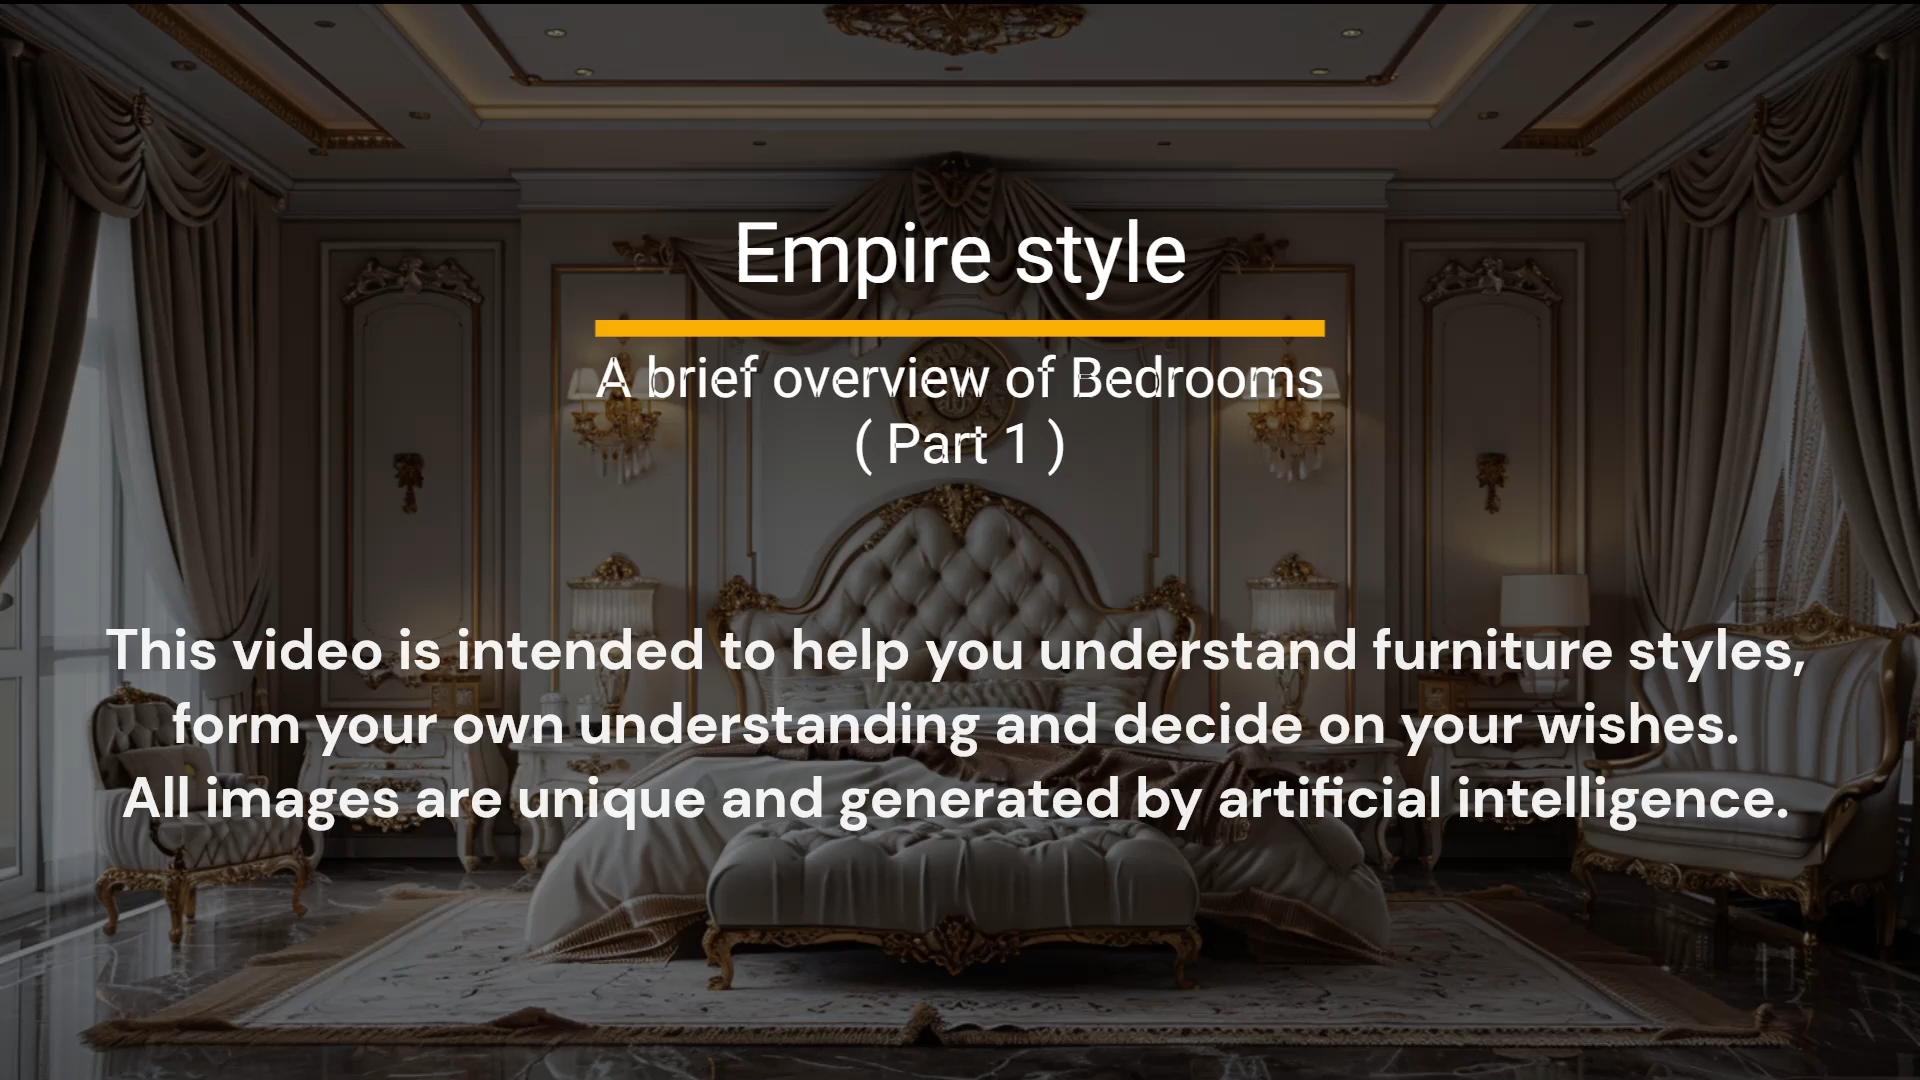 Empire style
A brief overview of Bedrooms
( Part 1 )
This video is intended to help you understand furniture styles,
form your own understanding and decide on your wishes.
All images are unique and generated by artificial intelligence.